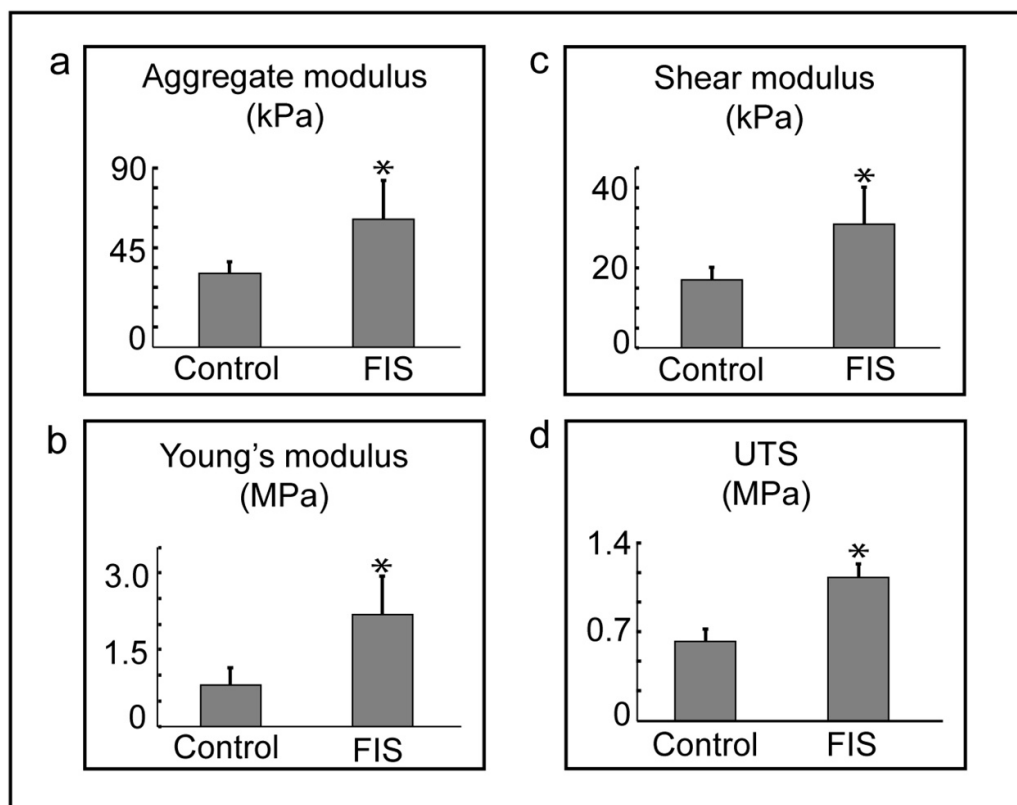 a
Aggregate modulus
(kPa)
90
45
0
*
Control FIS
b
Young's modulus
(MPa)
3.0
1.5
0
*
Control FIS
c
Shear modulus
(kPa)
40
20
0
*
Control FIS
d
UTS
(MPa)
1.4
0.7
0
*
Control FIS